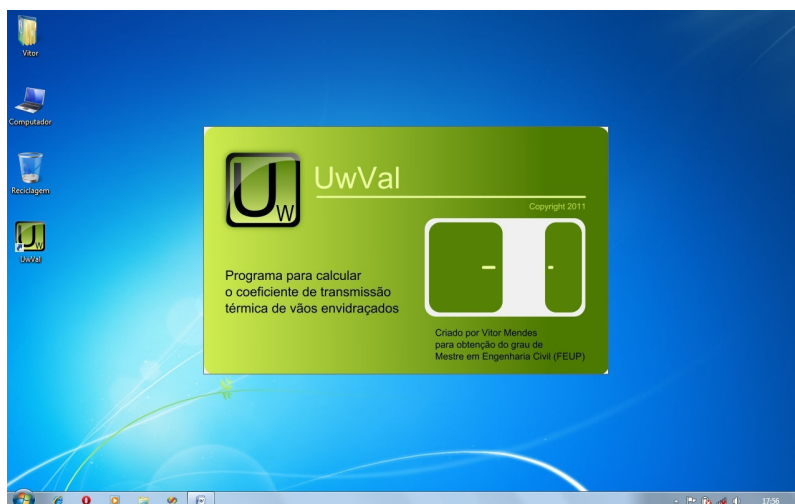 Vitor
Computador
Reciclagem
UwVal
Uw
UwVal
Copyright 2011
Programa para calcular
o coeficiente de transmissão
térmica de vãos envidraçados
Criado por Vitor Mendes
para obtenção do grau de
Mestre em Engenharia Civil (FEUP)
17:56